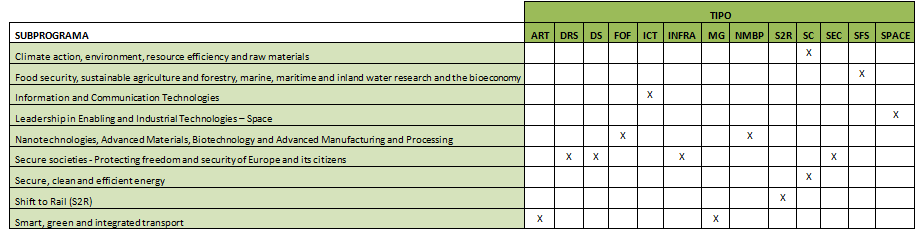 TIPO
SUBPROGRAMA ART DRS DS FOF ICT INFRA MG NMBP S2R SC SEC SFS SPACE
Climate action, environment, resource efficiency and raw materials X
Food security, sustainable agriculture and forestry, marine, maritime and inland water research and the bioeconomy X
Information and Communication Technologies X
Leadership in Enabling and Industrial Technologies – Space X
Nanotechnologies, Advanced Materials, Biotechnology and Advanced Manufacturing and Processing X X
Secure societies - Protecting freedom and security of Europe and its citizens X X X X
Secure, clean and efficient energy X
Shift to Rail (S2R) X
Smart, green and integrated transport X X